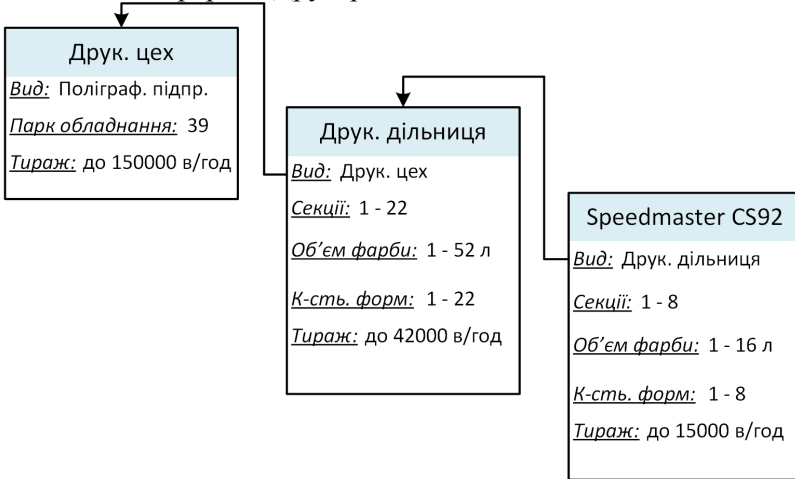 Друк. цех
Вид: Поліграф. підпр.
Парк обладнання: 39
Тираж: до 150000 в/год
Друк. дільниця
Вид: Друк. цех
Секції: 1 - 22
Об’єм фарби: 1 - 52 л
К-сть. форм: 1 - 22
Тираж: до 42000 в/год
Speedmaster CS92
Вид: Друк. дільниця
Секції: 1 - 8
Об’єм фарби: 1 - 16 л
К-сть. форм: 1 - 8
Тираж: до 15000 в/год